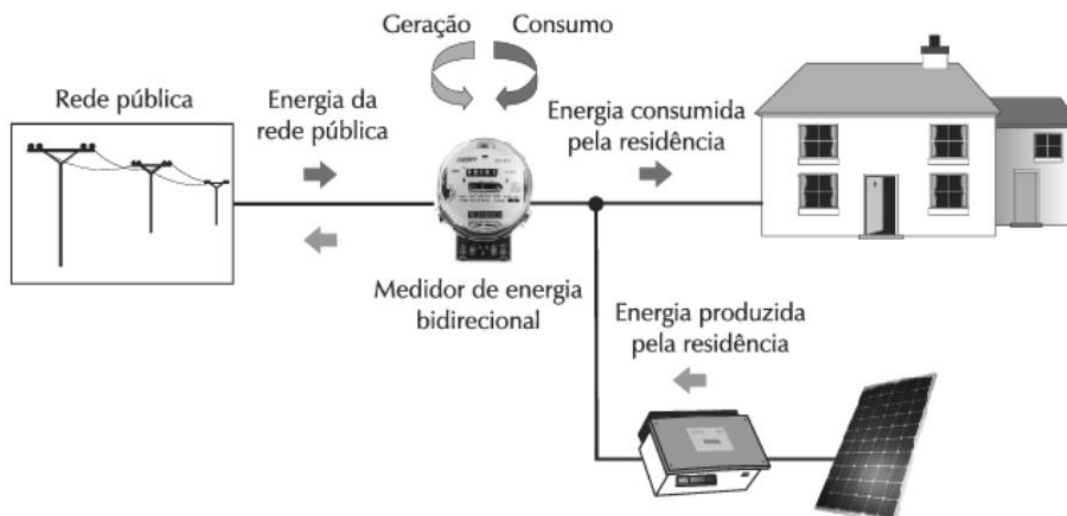 Geração
Consumo
Rede pública
Energia da
rede pública
Energia consumida
pela residência
Medidor de energia
bidirecional
Energia produzida
pela residência